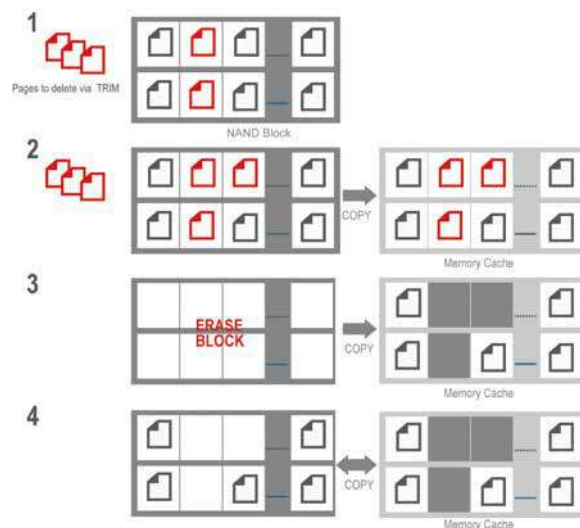 1
Pages to delete via TRIM
NAND Block
2
COPY
Memory Cache
3
ERASE
BLOCK
COPY
Memory Cache
4
COPY
Memory Cache